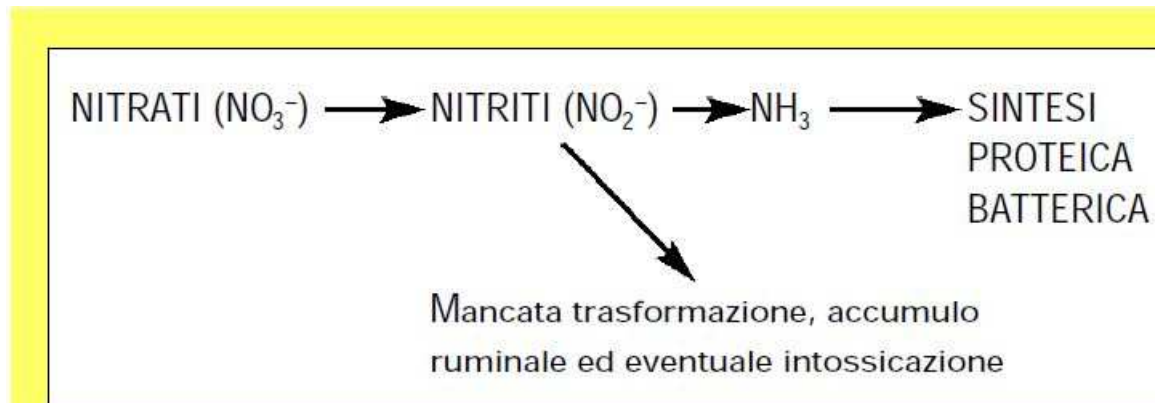 NITRATI (NO₃⁻) → NITRITI (NO₂⁻) → NH₃ → SINTESI
PROTEICA
BATTERICA
Mancata trasformazione, accumulo
ruminale ed eventuale intossicazione